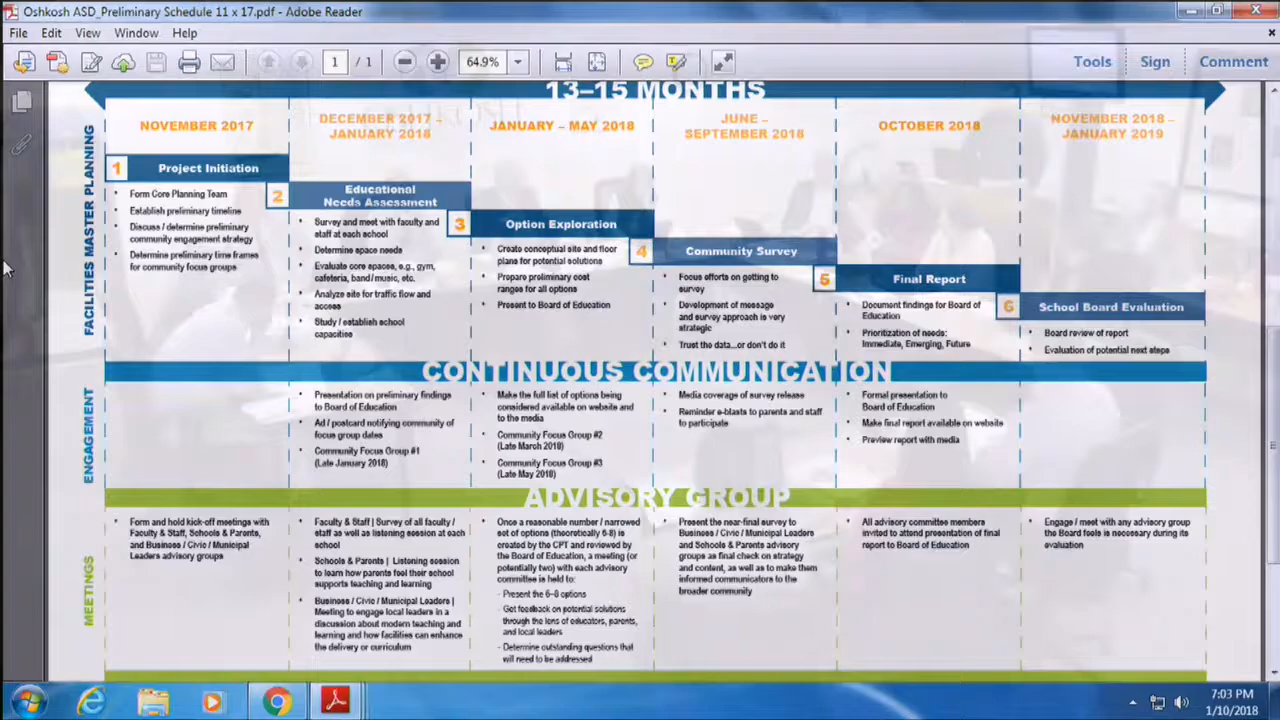 Oshkosh ASD_Preliminary Schedule 11 x 17.pdf - Adobe Reader
File Edit View Window Help
1 / 1 64.9% Tools Sign Comment
13–15 MONTHS
FACILITIES MASTER PLANNING
NOVEMBER 2017
1 Project Initiation
Form Core Planning Team
Establish preliminary timeline
Discuss / determine preliminary
community engagement strategy
Determine preliminary time frames
for community focus groups
DECEMBER 2017 –
JANUARY 2018
2 Educational
Needs Assessment
Survey and meet with faculty and
staff at each school
Determine space needs
Evaluate core spaces, e.g., gym,
cafeteria, band/music, etc.
Analyze site for traffic flow and
access
Study / establish school
capacities
JANUARY – MAY 2018
3 Option Exploration
Create conceptual site and floor
plans for potential solutions
Prepare preliminary cost
ranges for all options
Present to Board of Education
JUNE –
SEPTEMBER 2018
4 Community Survey
Focus efforts on getting to
survey
Development of message
and survey approach is very
strategic
Trust the data...or don't do it
OCTOBER 2018
5 Final Report
Document findings for Board of
Education
Prioritization of needs:
Immediate, Emerging, Future
NOVEMBER 2018 –
JANUARY 2019
6 School Board Evaluation
Board review of report
Evaluation of potential next steps
CONTINUOUS COMMUNICATION
ENGAGEMENT
Presentation on preliminary findings
to Board of Education
Ad / postcard notifying community of
focus group dates
Community Focus Group #1
(Late January 2018)
Make the full list of options being
considered available on website and
to the media
Community Focus Group #2
(Late March 2018)
Community Focus Group #3
(Late May 2018)
Media coverage of survey release
Reminder e-blasts to parents and staff
to participate
Formal presentation to
Board of Education
Make final report available on website
Preview report with media
ADVISORY GROUP
MEETINGS
Form and hold kick-off meetings with
Faculty & Staff, Schools & Parents,
and Business / Civic / Municipal
Leaders advisory groups
Faculty & Staff | Survey of all faculty /
staff as well as listening session at each
school
Schools & Parents | Listening session
to learn how parents feel their school
supports teaching and learning
Business / Civic / Municipal Leaders |
Meeting to engage local leaders in a
discussion about modern teaching and
learning and how facilities can enhance
the delivery or curriculum
Once a reasonable number / narrowed
set of options (theoretically 6-8) is
created by the CPT and reviewed by
the Board of Education, a meeting (or
potentially two) with each advisory
committee is held to:
- Present the 6–8 options
- Get feedback on potential solutions
through the lens of educators, parents,
and local leaders
- Determine outstanding questions that
will need to be addressed
Present the near-final survey to
Business / Civic / Municipal Leaders
and Schools & Parents advisory
groups as final check on strategy
and content, as well as to make them
informed communicators to the
broader community
All advisory committee members
invited to attend presentation of final
report to Board of Education
Engage / meet with any advisory group
the Board feels is necessary during its
evaluation
7:03 PM
1/10/2018